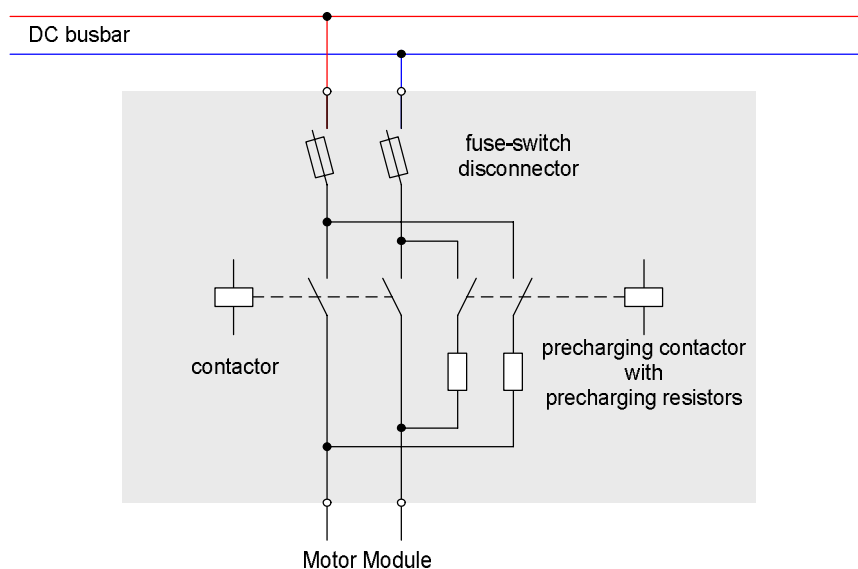 DC busbar
fuse-switch
disconnector
contactor
precharging contactor
with
precharging resistors
Motor Module